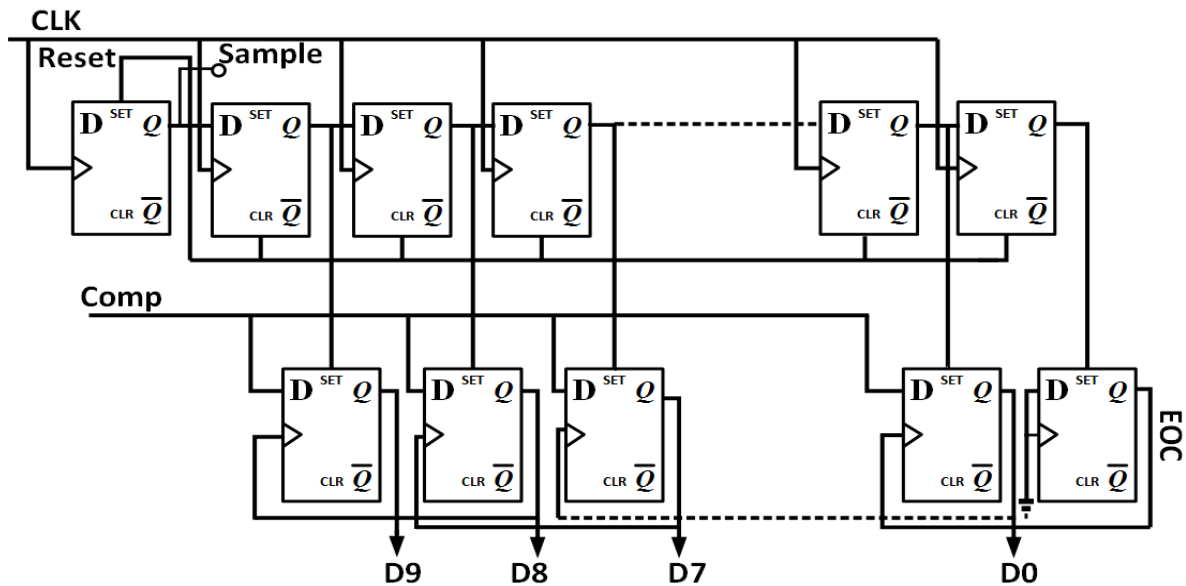 CLK
Reset
Sample
D SET Q D SET Q D SET Q D SET Q D SET Q D SET Q
CLR Q̅ CLR Q̅ CLR Q̅ CLR Q̅ CLR Q̅ CLR Q̅
Comp
D SET Q D SET Q D SET Q D SET Q D SET Q
EOC
CLR Q̅ CLR Q̅ CLR Q̅ CLR Q̅ CLR Q̅
D9 D8 D7 D0